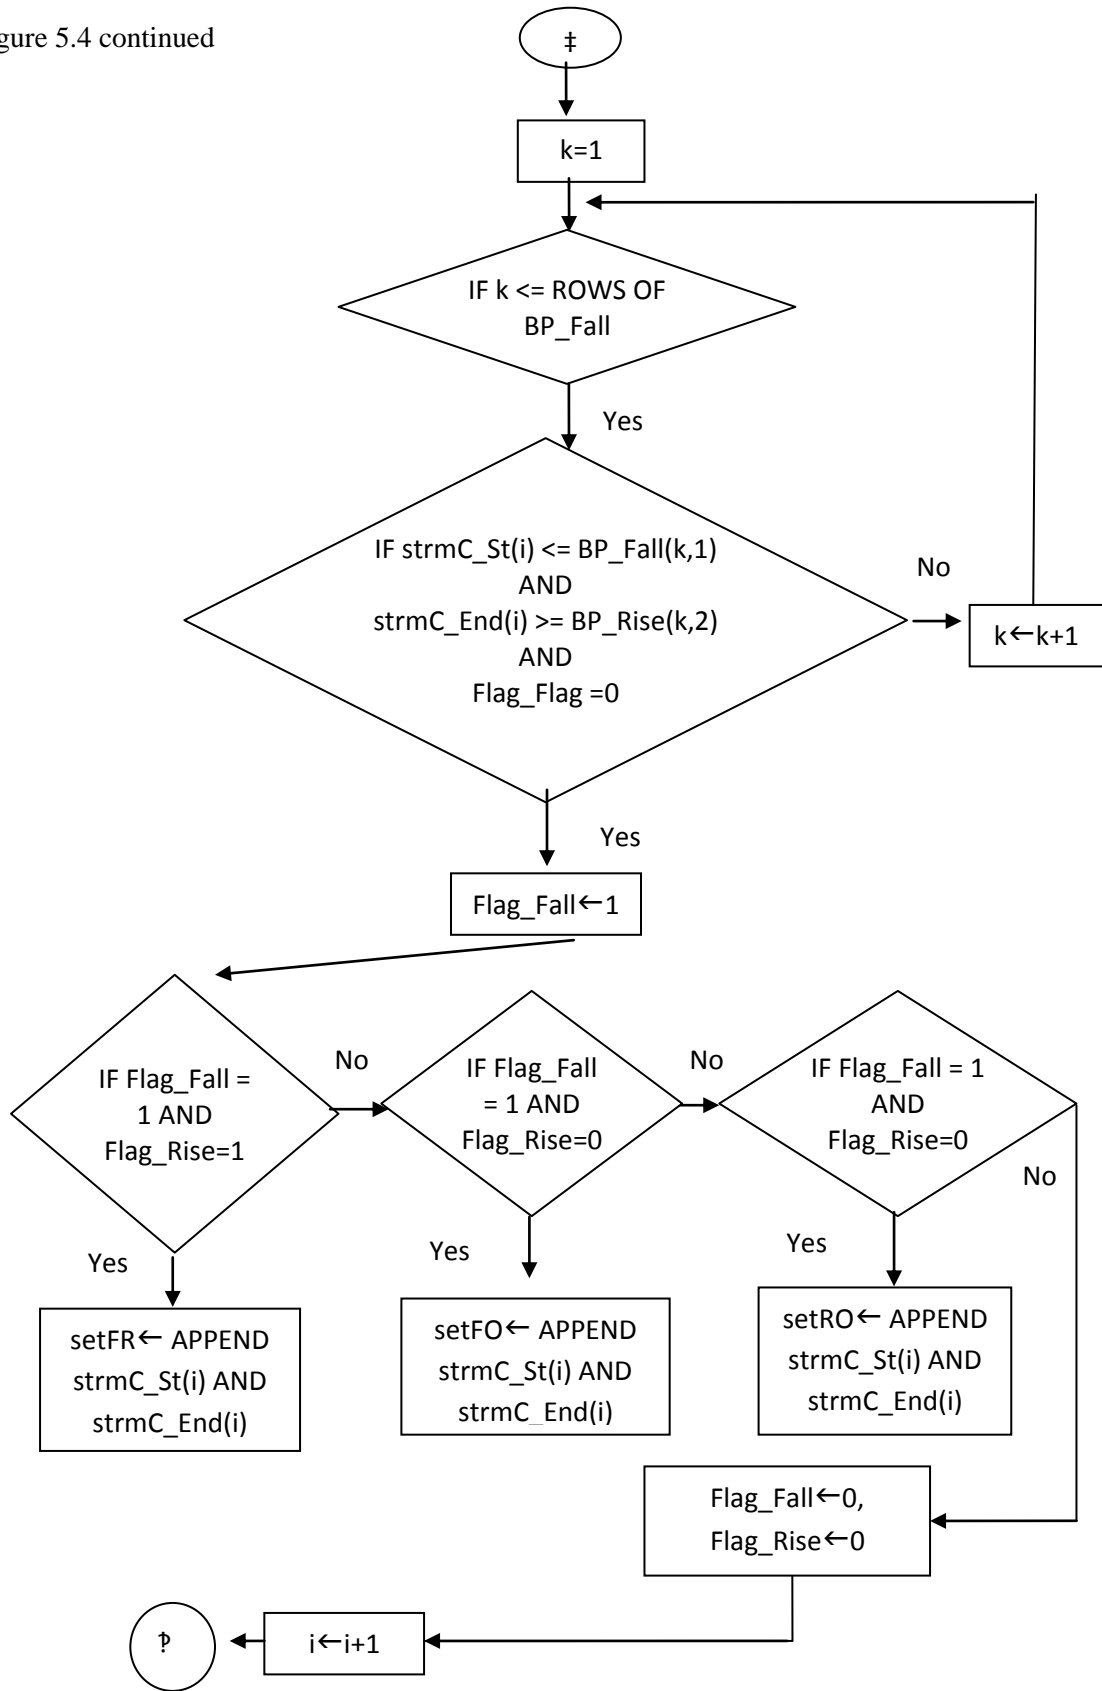 gure 5.4 continued
‡
k=1
IF k <= ROWS OF
BP_Fall
Yes
IF strmC_St(i) <= BP_Fall(k,1)
AND
strmC_End(i) >= BP_Rise(k,2)
AND
Flag_Flag =0
No
k←k+1
Yes
Flag_Fall←1
IF Flag_Fall =
1 AND
Flag_Rise=1
No
IF Flag_Fall
= 1 AND
Flag_Rise=0
No
IF Flag_Fall = 1
AND
Flag_Rise=0
No
Yes
setFR← APPEND
strmC_St(i) AND
strmC_End(i)
Yes
setFO← APPEND
strmC_St(i) AND
strmC_End(i)
Yes
setRO← APPEND
strmC_St(i) AND
strmC_End(i)
Flag_Fall←0,
Flag_Rise←0
i←i+1
‽